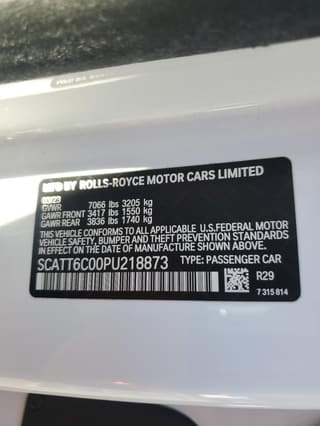 MFD BY ROLLS-ROYCE MOTOR CARS LIMITED
03/23
GVWR 7066 lbs 3205 kg
GAWR FRONT 3417 lbs 1550 kg
GAWR REAR 3836 lbs 1740 kg
THIS VEHICLE CONFORMS TO ALL APPLICABLE U.S.FEDERAL MOTOR
VEHICLE SAFETY, BUMPER AND THEFT PREVENTION STANDARDS
IN EFFECT ON THE DATE OF MANUFACTURE SHOWN ABOVE.
SCATT6C00PU218873 TYPE: PASSENGER CAR
R29
7 315 814